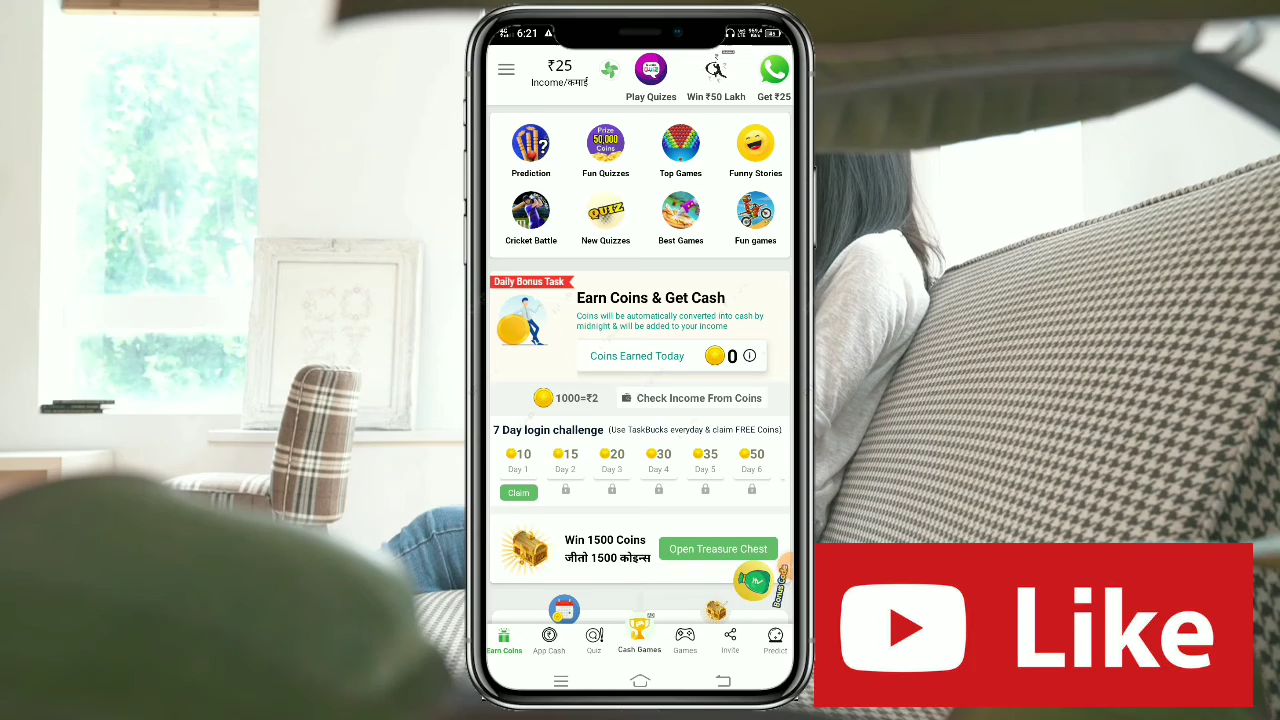 4G 6:21
₹25
Income/कमाई
Play Quizes
Win ₹50 Lakh
Get ₹25
Prediction
Prize
50,000
Coins
Fun Quizzes
Top Games
Funny Stories
Cricket Battle
QUIZ
New Quizzes
Best Games
Fun games
Daily Bonus Task
Earn Coins & Get Cash
Coins will be automatically converted into cash by
midnight & will be added to your income
Coins Earned Today 0
1000=₹2
Check Income From Coins
7 Day login challenge (Use TaskBucks everyday & claim FREE Coins)
10 15 20 30 35 50
Day 1 Day 2 Day 3 Day 4 Day 5 Day 6
Claim
Win 1500 Coins
जीतो 1500 कोइन्स
Open Treasure Chest
Bonus Cash
Earn Coins
App Cash
Quiz
Cash Games
Games
Invite
Predict
Like